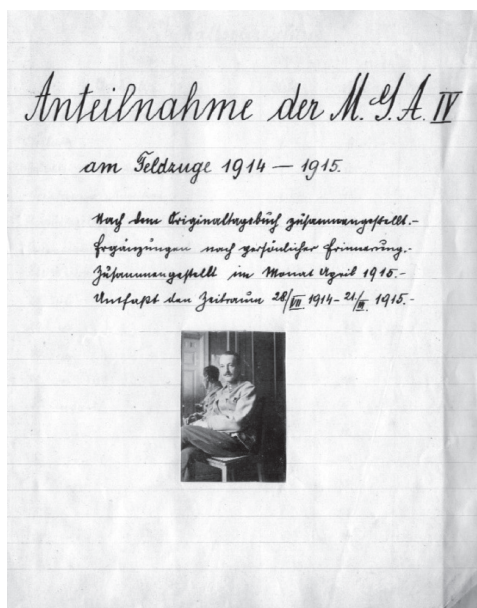 Anteilnahme der M.G.A. IV
am Feldzuge 1914 — 1915.
Nach dem Originaltagebuch zusammengestellt.-
Ergänzungen nach persönlicher Erinnerung.-
Zusammengestellt im Monat April 1915.-
Umfaßt den Zeitraum 28/VII 1914 - 21/III 1915.-